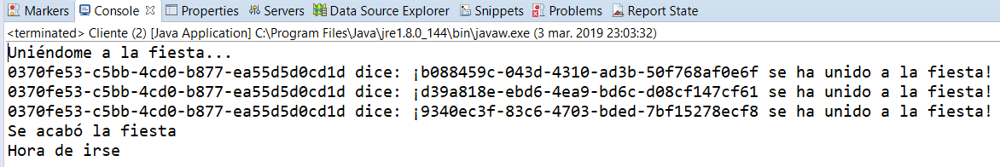 Markers Console Properties Servers Data Source Explorer Snippets Problems Report State
<terminated> Cliente (2) [Java Application] C:\Program Files\Java\jre1.8.0_144\bin\javaw.exe (3 mar. 2019 23:03:32)
Uniéndome a la fiesta...
0370fe53-c5bb-4cd0-b877-ea55d5d0cd1d dice: ¡b088459c-043d-4310-ad3b-50f768af0e6f se ha unido a la fiesta!
0370fe53-c5bb-4cd0-b877-ea55d5d0cd1d dice: ¡d39a818e-ebd6-4ea9-bd6c-d08cf147cf61 se ha unido a la fiesta!
0370fe53-c5bb-4cd0-b877-ea55d5d0cd1d dice: ¡9340ec3f-83c6-4703-bded-7bf15278ecf8 se ha unido a la fiesta!
Se acabó la fiesta
Hora de irse